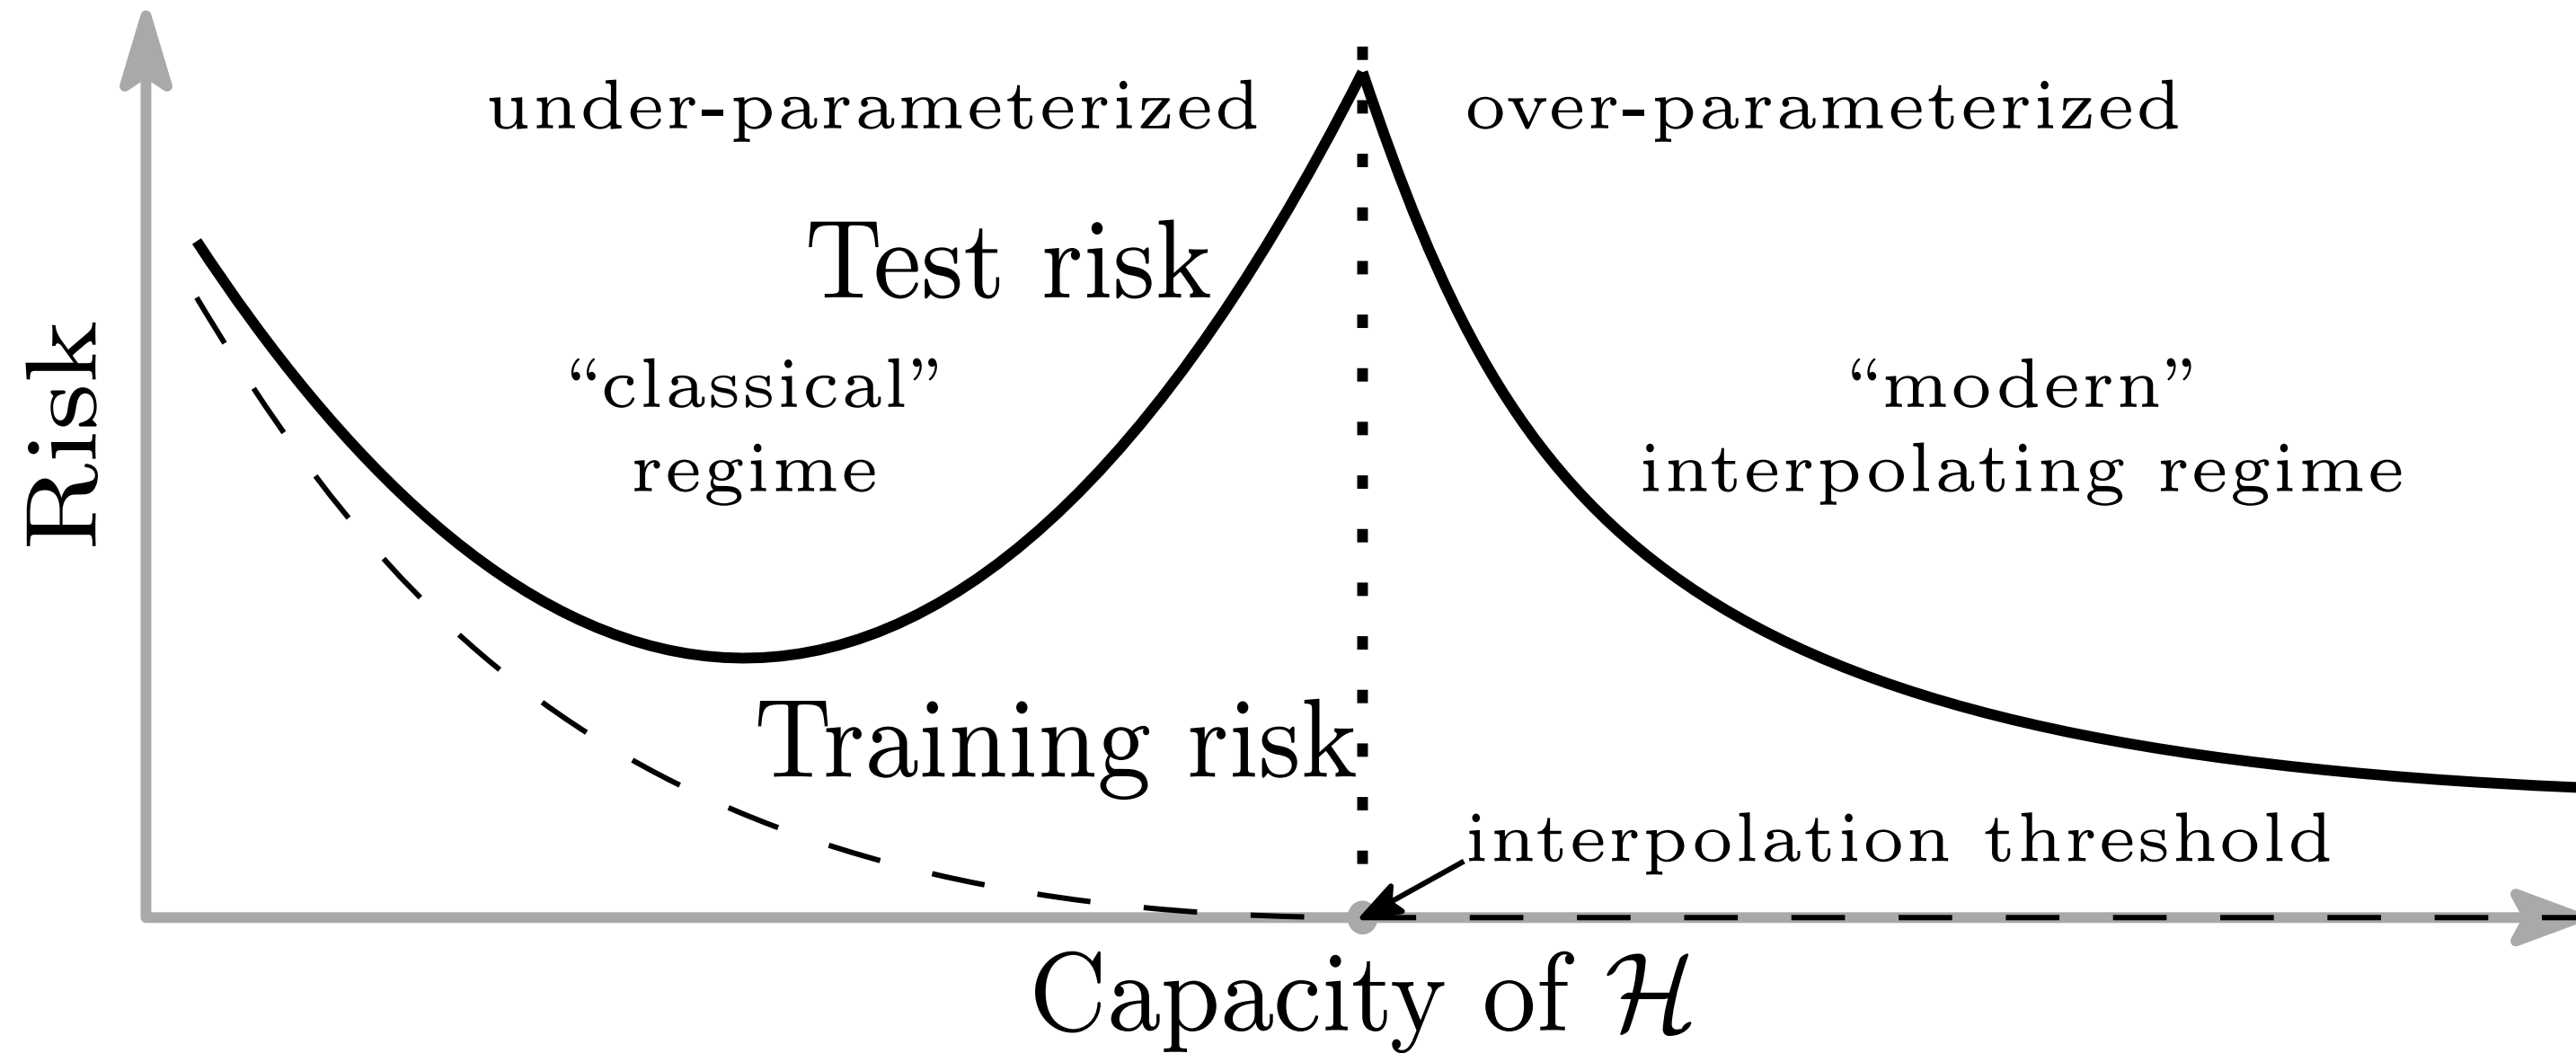 under-parameterized
over-parameterized
Test risk
Risk
“classical”
regime
“modern”
interpolating regime
Training risk
interpolation threshold
Capacity of ℋ